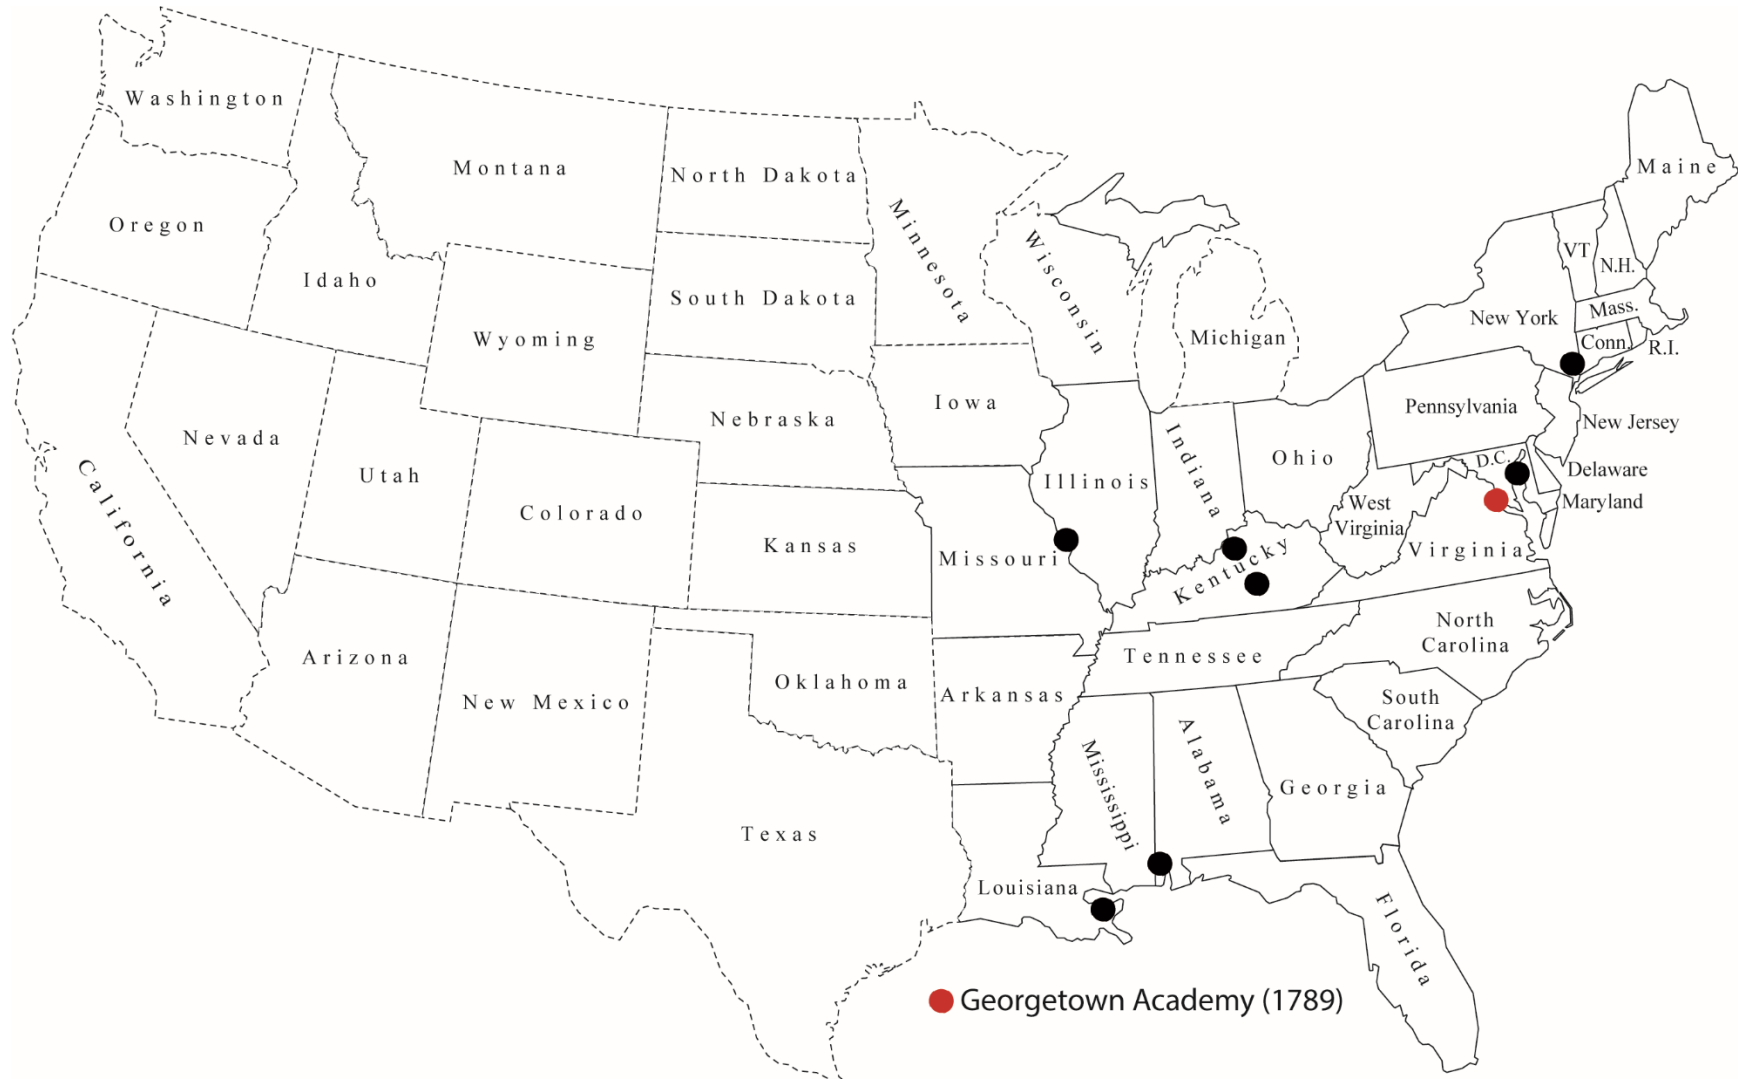 Washington
Montana
North Dakota
Minnesota
Maine
Oregon
Idaho
Wisconsin
VT
N.H.
South Dakota
Wyoming
Michigan
New York
Mass.
Conn.
R.I.
Nebraska
Iowa
Pennsylvania
New Jersey
Nevada
Utah
Colorado
Illinois
Indiana
Ohio
D.C.
Delaware
Maryland
West
Virginia
California
Kansas
Missouri
Kentucky
Virginia
Arizona
New Mexico
Oklahoma
Arkansas
Tennessee
North
Carolina
South
Carolina
Texas
Mississippi
Alabama
Georgia
Louisiana
Florida
Georgetown Academy (1789)